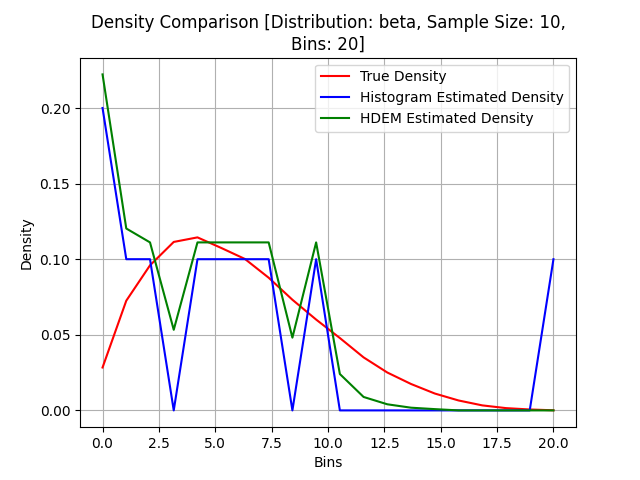 Density Comparison [Distribution: beta, Sample Size: 10,
Bins: 20]
True Density
Histogram Estimated Density
HDEM Estimated Density
Density
0.20
0.15
0.10
0.05
0.00
0.0 2.5 5.0 7.5 10.0 12.5 15.0 17.5 20.0
Bins